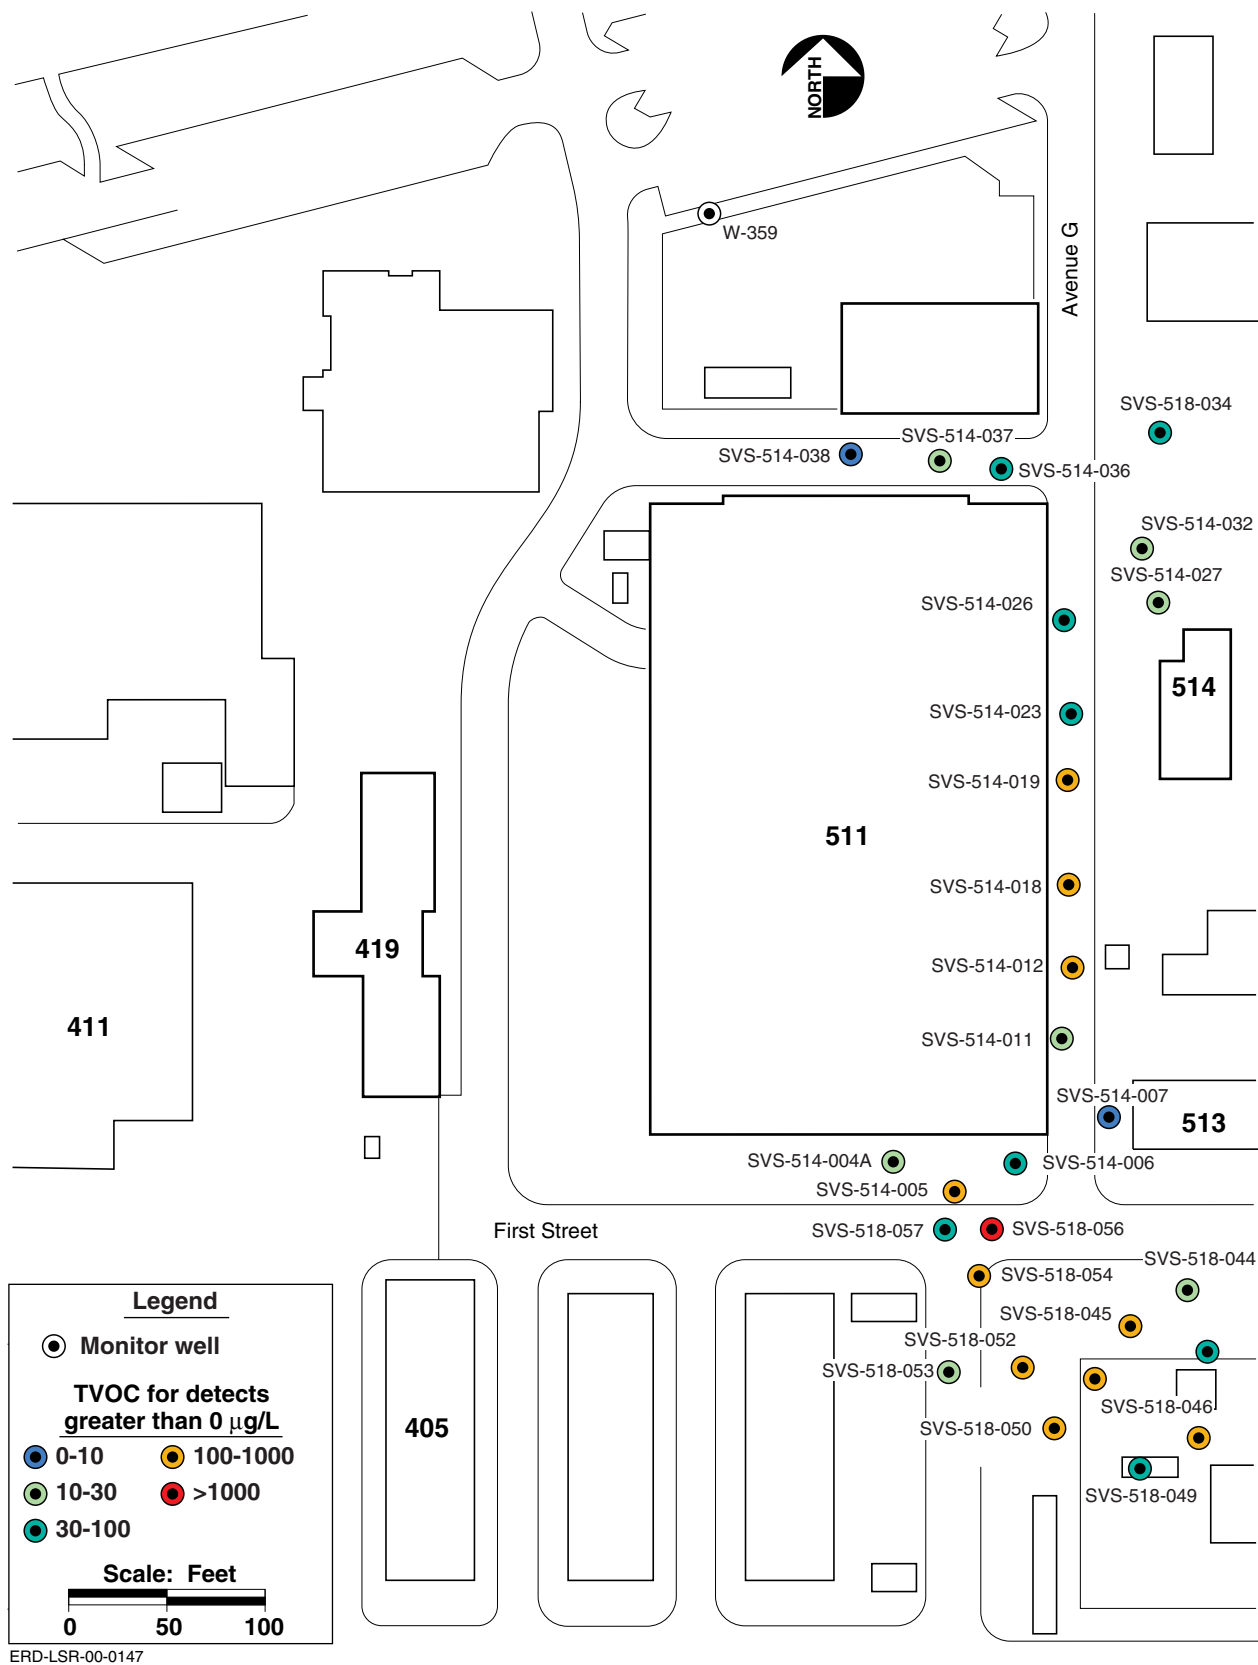 NORTH
W-359
Avenue G
SVS-518-034
SVS-514-037
SVS-514-038
SVS-514-036
SVS-514-032
SVS-514-027
SVS-514-026
514
SVS-514-023
SVS-514-019
511
SVS-514-018
419
SVS-514-012
411
SVS-514-011
SVS-514-007
513
SVS-514-004A
SVS-514-006
SVS-514-005
First Street
SVS-518-057
SVS-518-056
SVS-518-044
SVS-518-054
SVS-518-045
SVS-518-052
SVS-518-053
SVS-518-046
405
SVS-518-050
SVS-518-049
Legend
Monitor well
TVOC for detects
greater than 0 μg/L
0-10
100-1000
10-30
>1000
30-100
Scale: Feet
0 50 100
ERD-LSR-00-0147